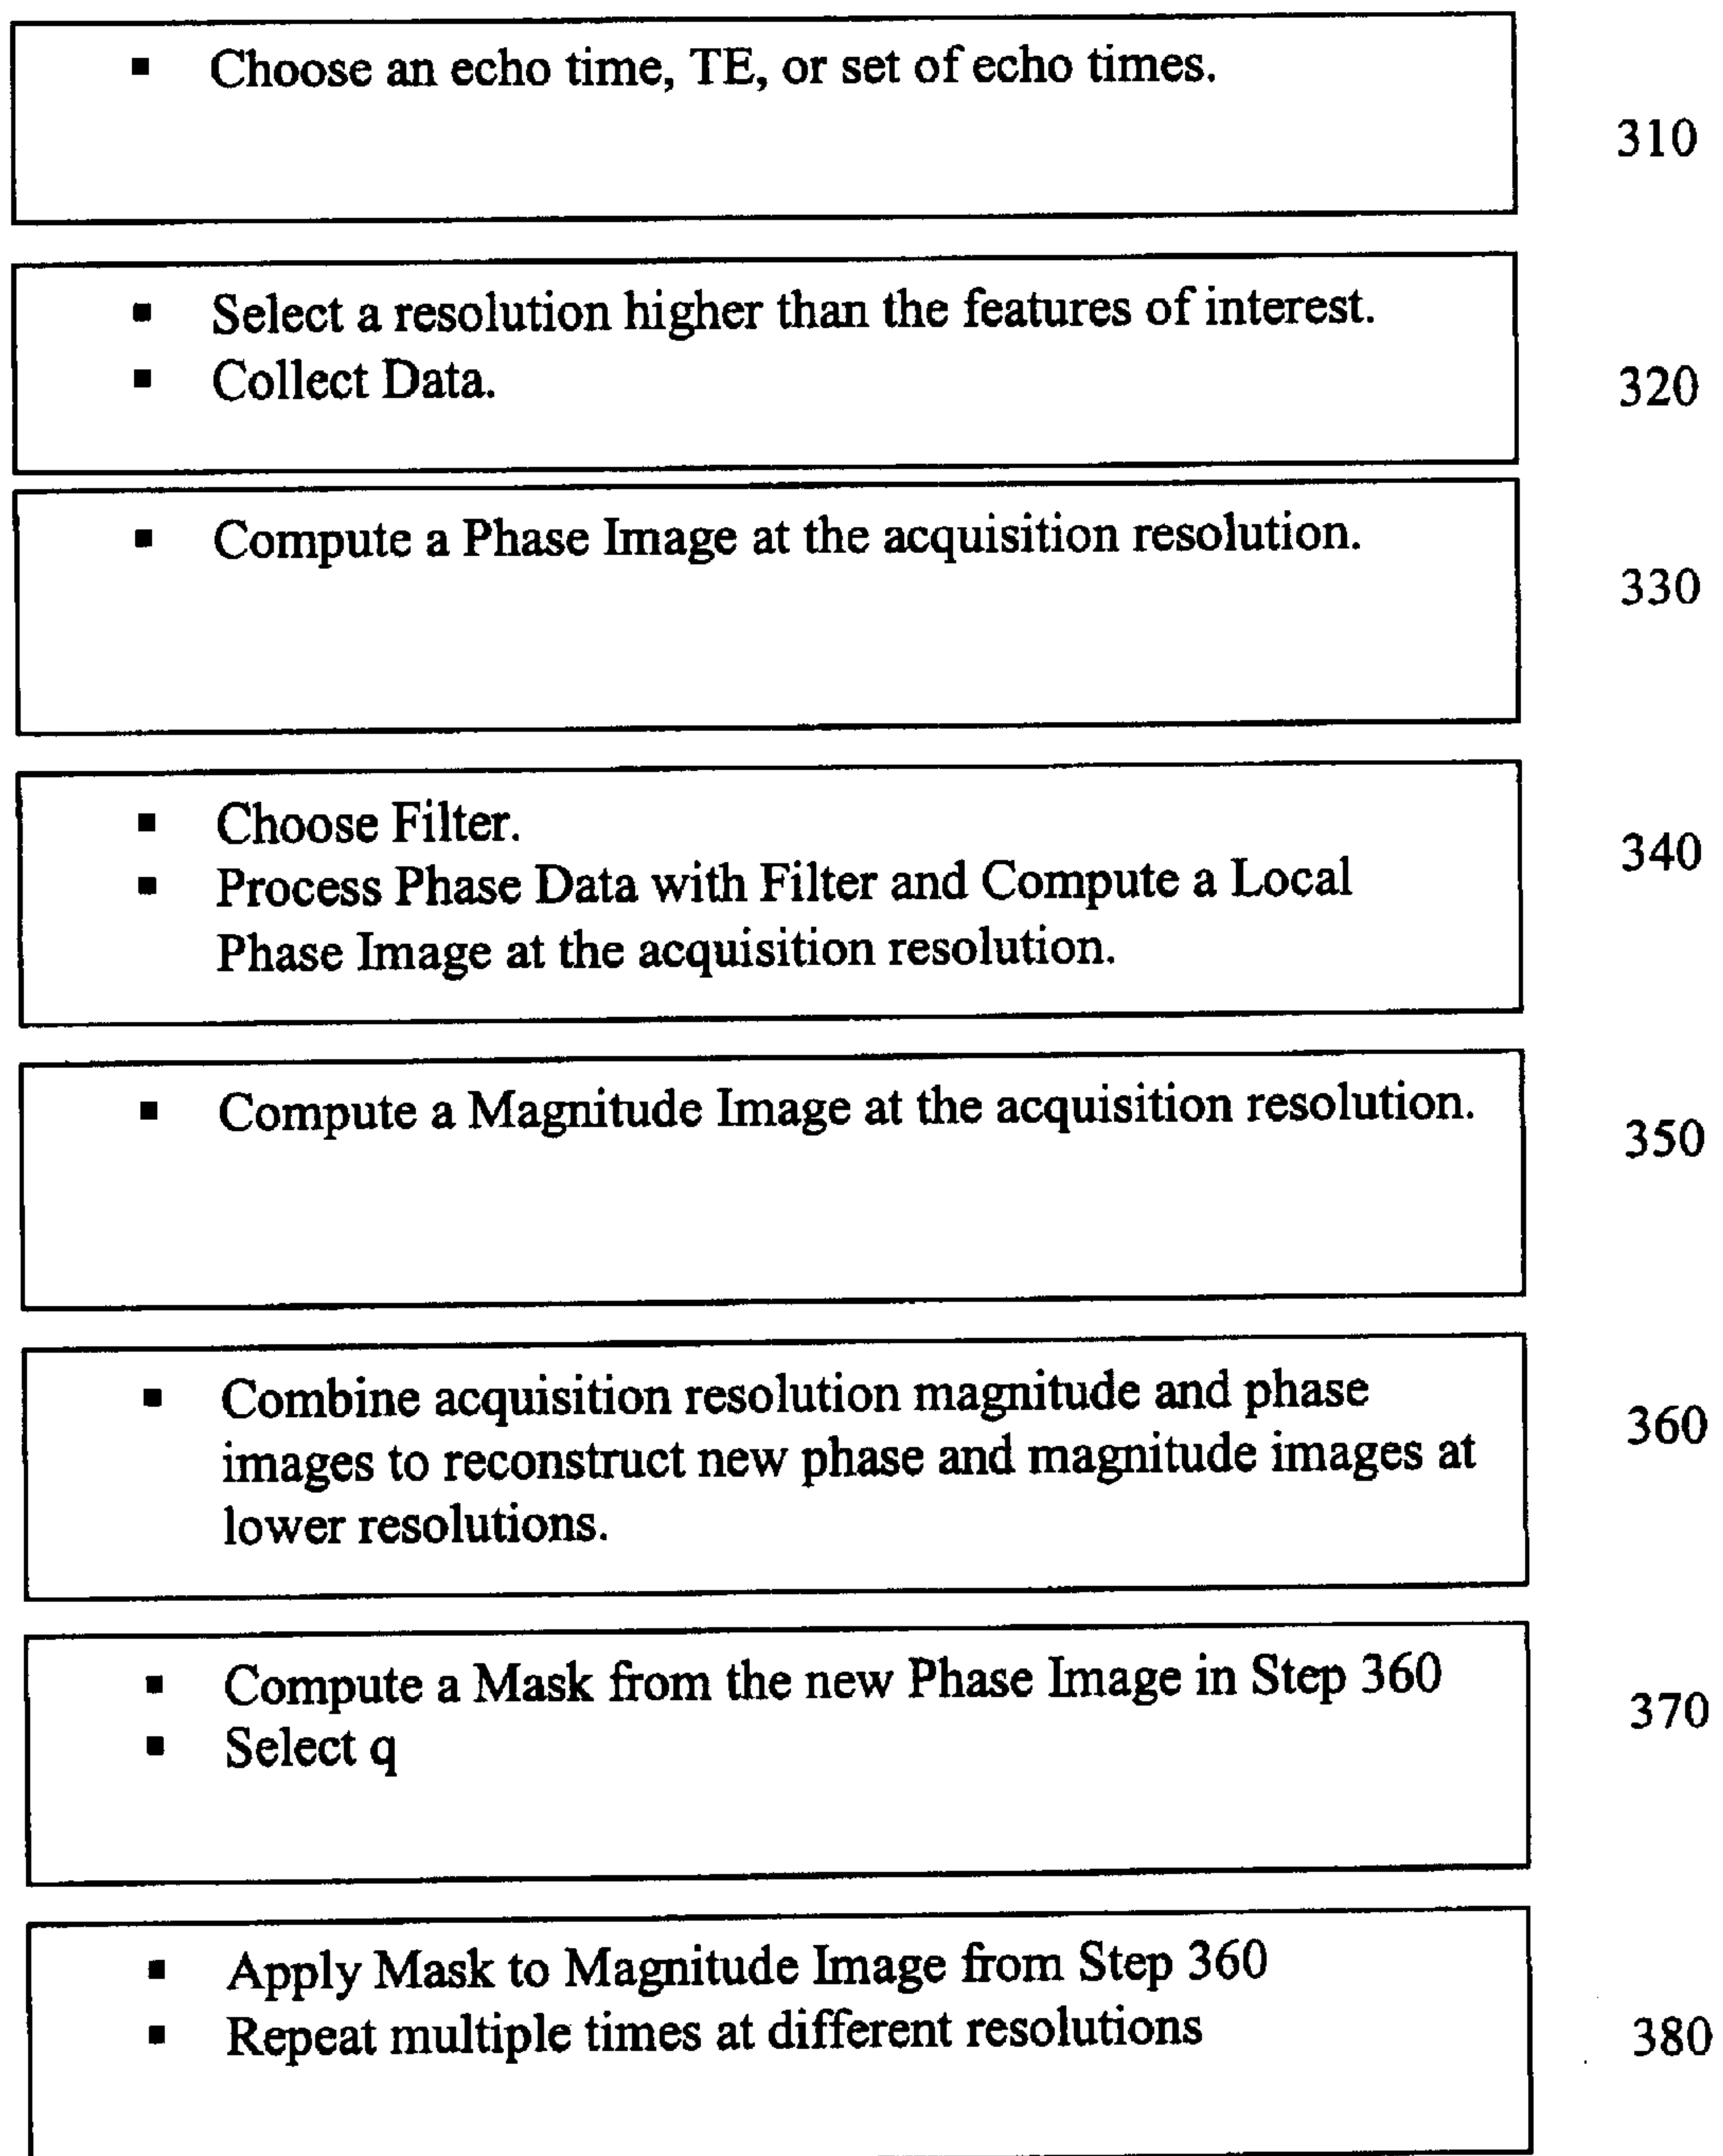 ▪ Choose an echo time, TE, or set of echo times.
310
▪ Select a resolution higher than the features of interest.
▪ Collect Data.
320
▪ Compute a Phase Image at the acquisition resolution.
330
▪ Choose Filter.
340
▪ Process Phase Data with Filter and Compute a Local
Phase Image at the acquisition resolution.
▪ Compute a Magnitude Image at the acquisition resolution.
350
▪ Combine acquisition resolution magnitude and phase
images to reconstruct new phase and magnitude images at
lower resolutions.
360
▪ Compute a Mask from the new Phase Image in Step 360
▪ Select q
370
▪ Apply Mask to Magnitude Image from Step 360
▪ Repeat multiple times at different resolutions
380